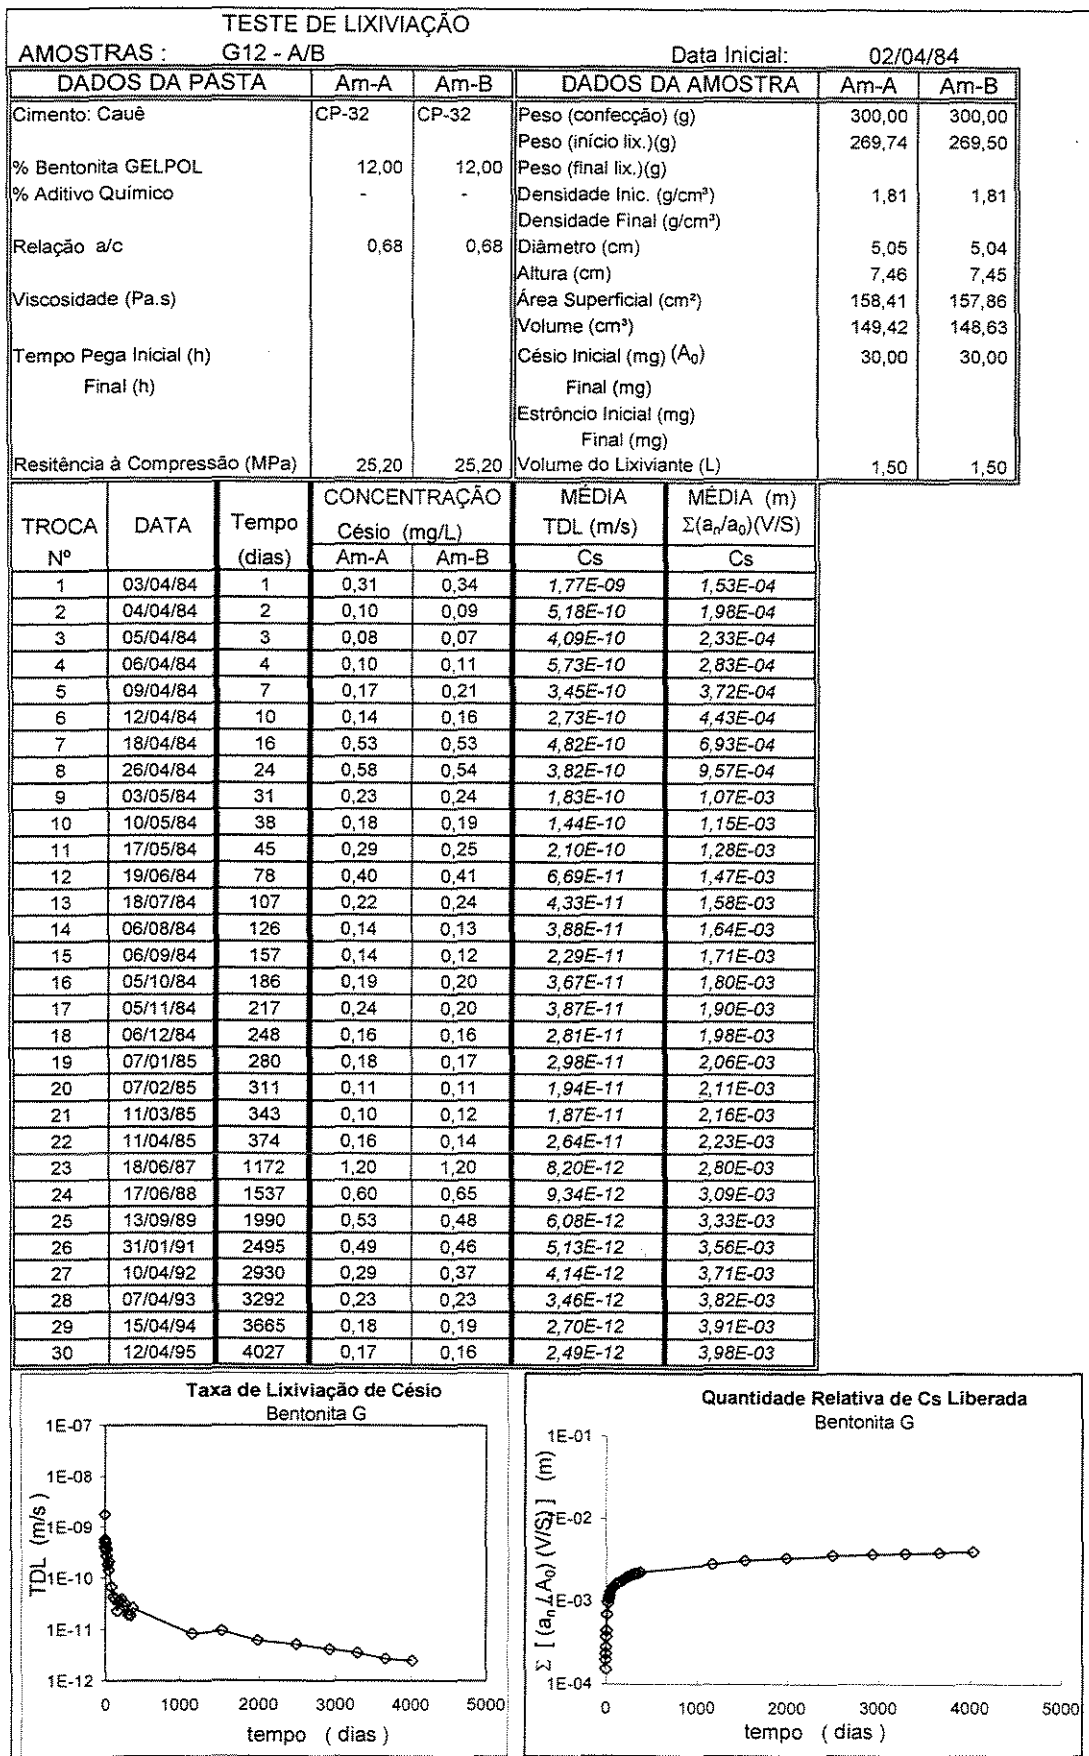 TESTE DE LIXIVIAÇÃO
AMOSTRAS : G12 - A/B Data Inicial: 02/04/84
DADOS DA PASTA Am-A Am-B DADOS DA AMOSTRA Am-A Am-B
Cimento: Cauê CP-32 CP-32 Peso (confecção) (g) 300,00 300,00
Peso (início lix.)(g) 269,74 269,50
% Bentonita GELPOL 12,00 12,00 Peso (final lix.)(g)
% Aditivo Químico - - Densidade Inic. (g/cm³) 1,81 1,81
Densidade Final (g/cm³)
Relação a/c 0,68 0,68 Diâmetro (cm) 5,05 5,04
Altura (cm) 7,46 7,45
Viscosidade (Pa.s) Área Superficial (cm²) 158,41 157,86
Volume (cm³) 149,42 148,63
Tempo Pega Inicial (h) Césio Inicial (mg) (A₀) 30,00 30,00
Final (h) Final (mg)
Estrôncio Inicial (mg)
Final (mg)
Resitência à Compressão (MPa) 25,20 25,20 Volume do Lixiviante (L) 1,50 1,50
CONCENTRAÇÃO MÉDIA MÉDIA (m)
TROCA DATA Tempo Césio (mg/L) TDL (m/s) Σ(aₙ/a₀)(V/S)
Nº (dias) Am-A Am-B Cs Cs
1 03/04/84 1 0,31 0,34 1,77E-09 1,53E-04
2 04/04/84 2 0,10 0,09 5,18E-10 1,98E-04
3 05/04/84 3 0,08 0,07 4,09E-10 2,33E-04
4 06/04/84 4 0,10 0,11 5,73E-10 2,83E-04
5 09/04/84 7 0,17 0,21 3,45E-10 3,72E-04
6 12/04/84 10 0,14 0,16 2,73E-10 4,43E-04
7 18/04/84 16 0,53 0,53 4,82E-10 6,93E-04
8 26/04/84 24 0,58 0,54 3,82E-10 9,57E-04
9 03/05/84 31 0,23 0,24 1,83E-10 1,07E-03
10 10/05/84 38 0,18 0,19 1,44E-10 1,15E-03
11 17/05/84 45 0,29 0,25 2,10E-10 1,28E-03
12 19/06/84 78 0,40 0,41 6,69E-11 1,47E-03
13 18/07/84 107 0,22 0,24 4,33E-11 1,58E-03
14 06/08/84 126 0,14 0,13 3,88E-11 1,64E-03
15 06/09/84 157 0,14 0,12 2,29E-11 1,71E-03
16 05/10/84 186 0,19 0,20 3,67E-11 1,80E-03
17 05/11/84 217 0,24 0,20 3,87E-11 1,90E-03
18 06/12/84 248 0,16 0,16 2,81E-11 1,98E-03
19 07/01/85 280 0,18 0,17 2,98E-11 2,06E-03
20 07/02/85 311 0,11 0,11 1,94E-11 2,11E-03
21 11/03/85 343 0,10 0,12 1,87E-11 2,16E-03
22 11/04/85 374 0,16 0,14 2,64E-11 2,23E-03
23 18/06/87 1172 1,20 1,20 8,20E-12 2,80E-03
24 17/06/88 1537 0,60 0,65 9,34E-12 3,09E-03
25 13/09/89 1990 0,53 0,48 6,08E-12 3,33E-03
26 31/01/91 2495 0,49 0,46 5,13E-12 3,56E-03
27 10/04/92 2930 0,29 0,37 4,14E-12 3,71E-03
28 07/04/93 3292 0,23 0,23 3,46E-12 3,82E-03
29 15/04/94 3665 0,18 0,19 2,70E-12 3,91E-03
30 12/04/95 4027 0,17 0,16 2,49E-12 3,98E-03
Taxa de Lixiviação de Césio
Bentonita G
TDL (m/s)
1E-07
1E-08
1E-09
1E-10
1E-11
1E-12
0 1000 2000 3000 4000 5000
tempo ( dias )
Quantidade Relativa de Cs Liberada
Bentonita G
Σ [ (aₙ/A₀) (V/S) ] (m)
1E-01
1E-02
1E-03
1E-04
0 1000 2000 3000 4000 5000
tempo ( dias )